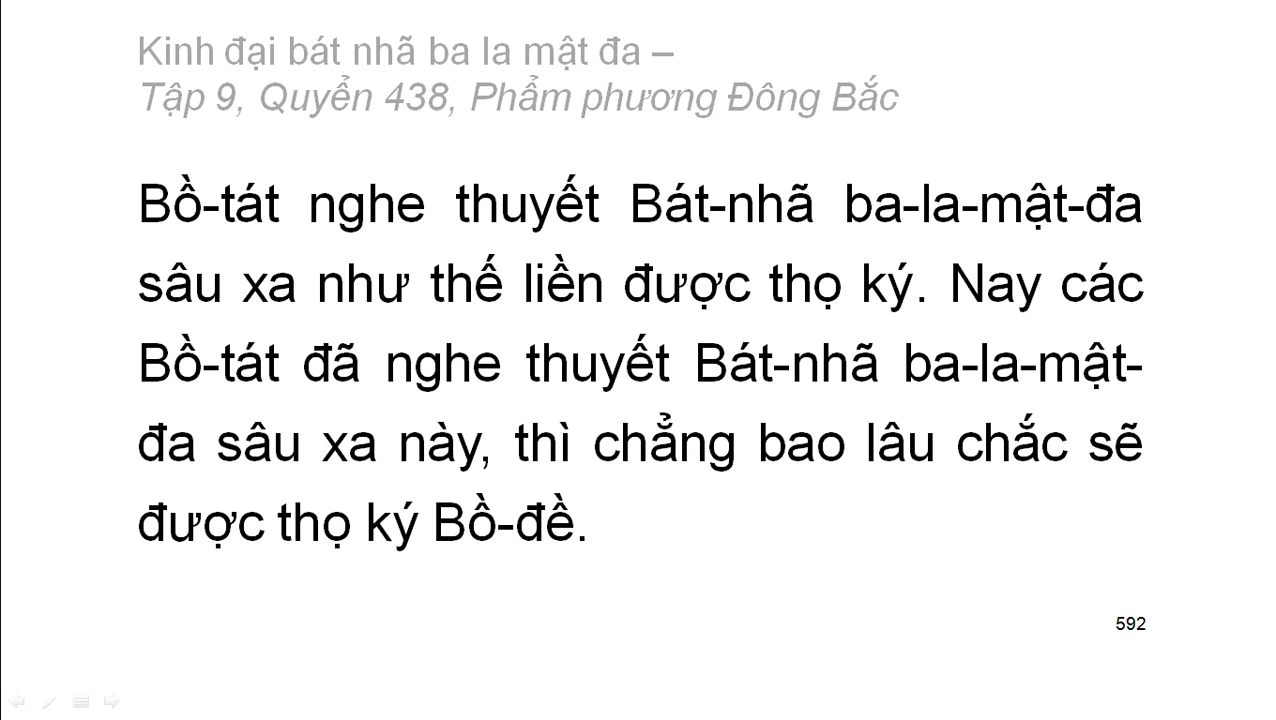 Kinh đại bát nhã ba la mật đa –
Tập 9, Quyển 438, Phẩm phương Đông Bắc
Bồ-tát nghe thuyết Bát-nhã ba-la-mật-đa
sâu xa như thế liền được thọ ký. Nay các
Bồ-tát đã nghe thuyết Bát-nhã ba-la-mật-
đa sâu xa này, thì chẳng bao lâu chắc sẽ
được thọ ký Bồ-đề.
592